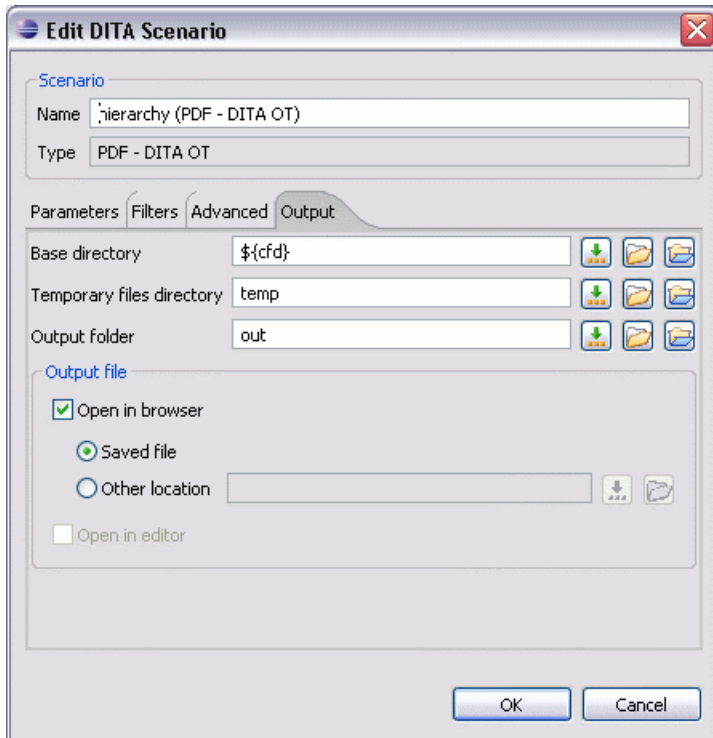 Edit DITA Scenario
Scenario
Name hierarchy (PDF - DITA OT)
Type PDF - DITA OT
Parameters Filters Advanced Output
Base directory ${cfd}
Temporary files directory temp
Output folder out
Output file
Open in browser
Saved file
Other location
Open in editor
OK Cancel